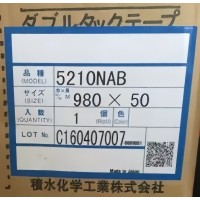 ダブルタックテープ
品種 (MODEL) 5210NAB
サイズ (SIZE) 980 × 50
入数 (QUANTITY) 1 個 (Roll) 色 (Color)
LOT No. C160407007
Made in Japan
積水化学工業株式会社